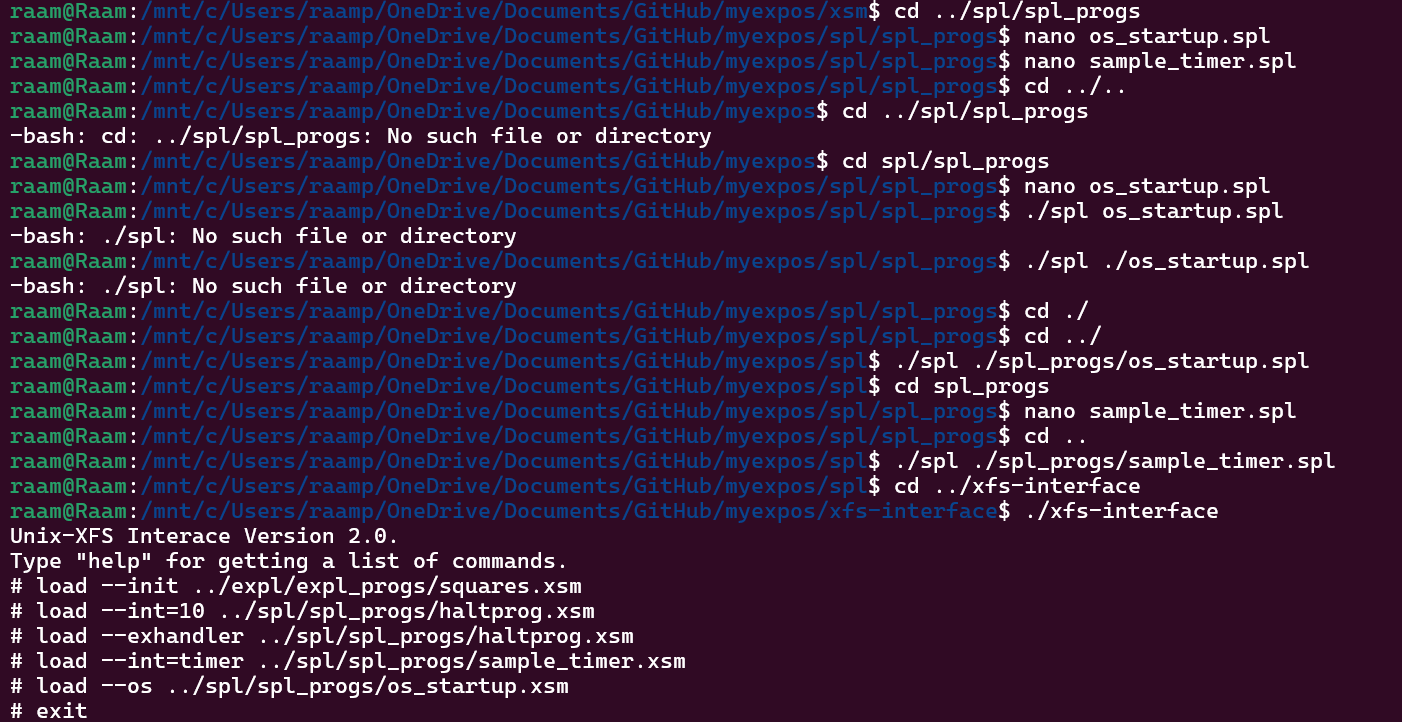 raam@Raam:/mnt/c/Users/raamp/OneDrive/Documents/GitHub/myexpos/xsm$ cd ../spl/spl_progs
raam@Raam:/mnt/c/Users/raamp/OneDrive/Documents/GitHub/myexpos/spl/spl_progs$ nano os_startup.spl
raam@Raam:/mnt/c/Users/raamp/OneDrive/Documents/GitHub/myexpos/spl/spl_progs$ nano sample_timer.spl
raam@Raam:/mnt/c/Users/raamp/OneDrive/Documents/GitHub/myexpos/spl/spl_progs$ cd ../..
raam@Raam:/mnt/c/Users/raamp/OneDrive/Documents/GitHub/myexpos$ cd ../spl/spl_progs
-bash: cd: ../spl/spl_progs: No such file or directory
raam@Raam:/mnt/c/Users/raamp/OneDrive/Documents/GitHub/myexpos$ cd spl/spl_progs
raam@Raam:/mnt/c/Users/raamp/OneDrive/Documents/GitHub/myexpos/spl/spl_progs$ nano os_startup.spl
raam@Raam:/mnt/c/Users/raamp/OneDrive/Documents/GitHub/myexpos/spl/spl_progs$ ./spl os_startup.spl
-bash: ./spl: No such file or directory
raam@Raam:/mnt/c/Users/raamp/OneDrive/Documents/GitHub/myexpos/spl/spl_progs$ ./spl ./os_startup.spl
-bash: ./spl: No such file or directory
raam@Raam:/mnt/c/Users/raamp/OneDrive/Documents/GitHub/myexpos/spl/spl_progs$ cd ./
raam@Raam:/mnt/c/Users/raamp/OneDrive/Documents/GitHub/myexpos/spl/spl_progs$ cd ../
raam@Raam:/mnt/c/Users/raamp/OneDrive/Documents/GitHub/myexpos/spl$ ./spl ./spl_progs/os_startup.spl
raam@Raam:/mnt/c/Users/raamp/OneDrive/Documents/GitHub/myexpos/spl$ cd spl_progs
raam@Raam:/mnt/c/Users/raamp/OneDrive/Documents/GitHub/myexpos/spl/spl_progs$ nano sample_timer.spl
raam@Raam:/mnt/c/Users/raamp/OneDrive/Documents/GitHub/myexpos/spl/spl_progs$ cd ..
raam@Raam:/mnt/c/Users/raamp/OneDrive/Documents/GitHub/myexpos/spl$ ./spl ./spl_progs/sample_timer.spl
raam@Raam:/mnt/c/Users/raamp/OneDrive/Documents/GitHub/myexpos/spl$ cd ../xfs-interface
raam@Raam:/mnt/c/Users/raamp/OneDrive/Documents/GitHub/myexpos/xfs-interface$ ./xfs-interface
Unix-XFS Interace Version 2.0.
Type "help" for getting a list of commands.
# load --init ../expl/expl_progs/squares.xsm
# load --int=10 ../spl/spl_progs/haltprog.xsm
# load --exhandler ../spl/spl_progs/haltprog.xsm
# load --int=timer ../spl/spl_progs/sample_timer.xsm
# load --os ../spl/spl_progs/os_startup.xsm
# exit